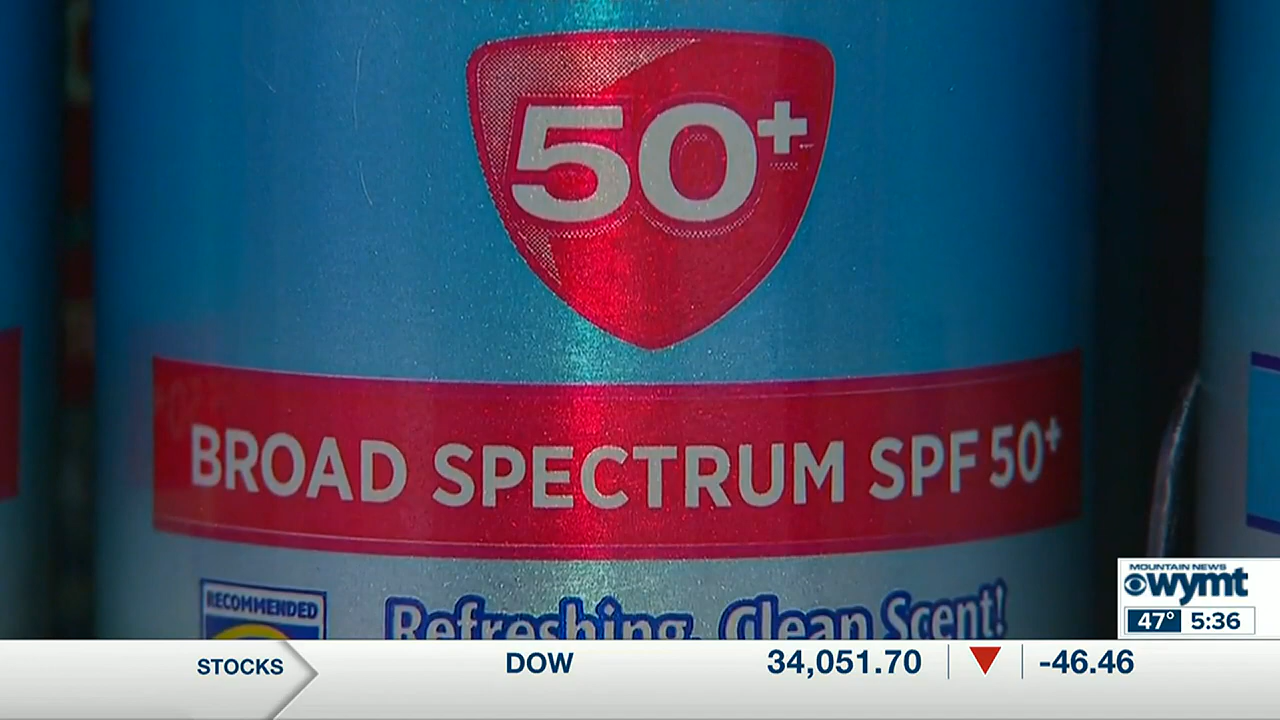 50+
BROAD SPECTRUM SPF 50+
RECOMMENDED
Refreshing, Clean Scent!
MOUNTAIN NEWS
wymt
47° 5:36
STOCKS DOW 34,051.70 -46.46